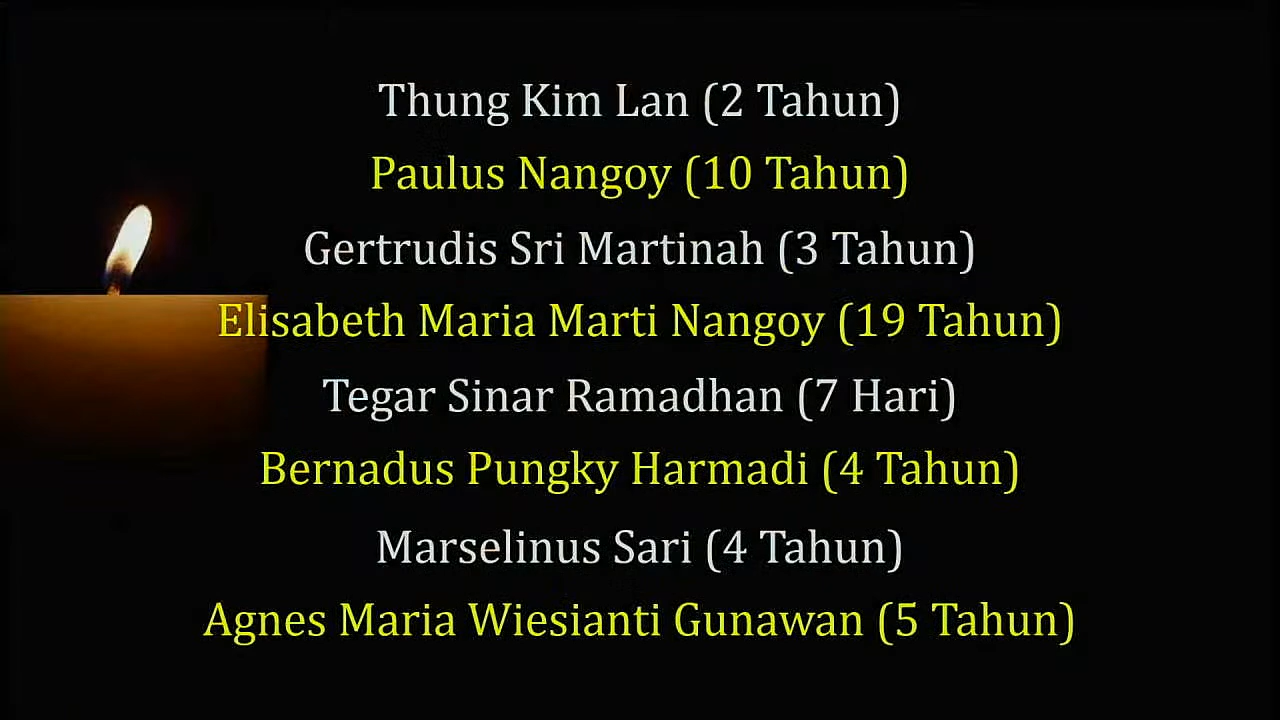 Thung Kim Lan (2 Tahun)
Paulus Nangoy (10 Tahun)
Gertrudis Sri Martinah (3 Tahun)
Elisabeth Maria Marti Nangoy (19 Tahun)
Tegar Sinar Ramadhan (7 Hari)
Bernadus Pungky Harmadi (4 Tahun)
Marselinus Sari (4 Tahun)
Agnes Maria Wiesianti Gunawan (5 Tahun)